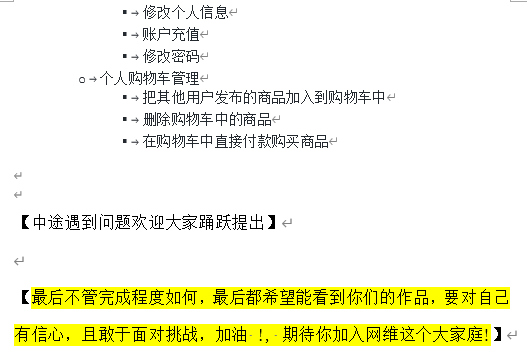 ▪→修改个人信息↵
▪→账户充值↵
▪→修改密码↵
o→个人购物车管理↵
▪→把其他用户发布的商品加入到购物车中↵
▪→删除购物车中的商品↵
▪→在购物车中直接付款购买商品↵
↵
↵
【中途遇到问题欢迎大家踊跃提出】↵
↵
【最后不管完成程度如何，最后都希望能看到你们的作品，要对自己
有信心，且敢于面对挑战，加油·!,·期待你加入网维这个大家庭!】↵